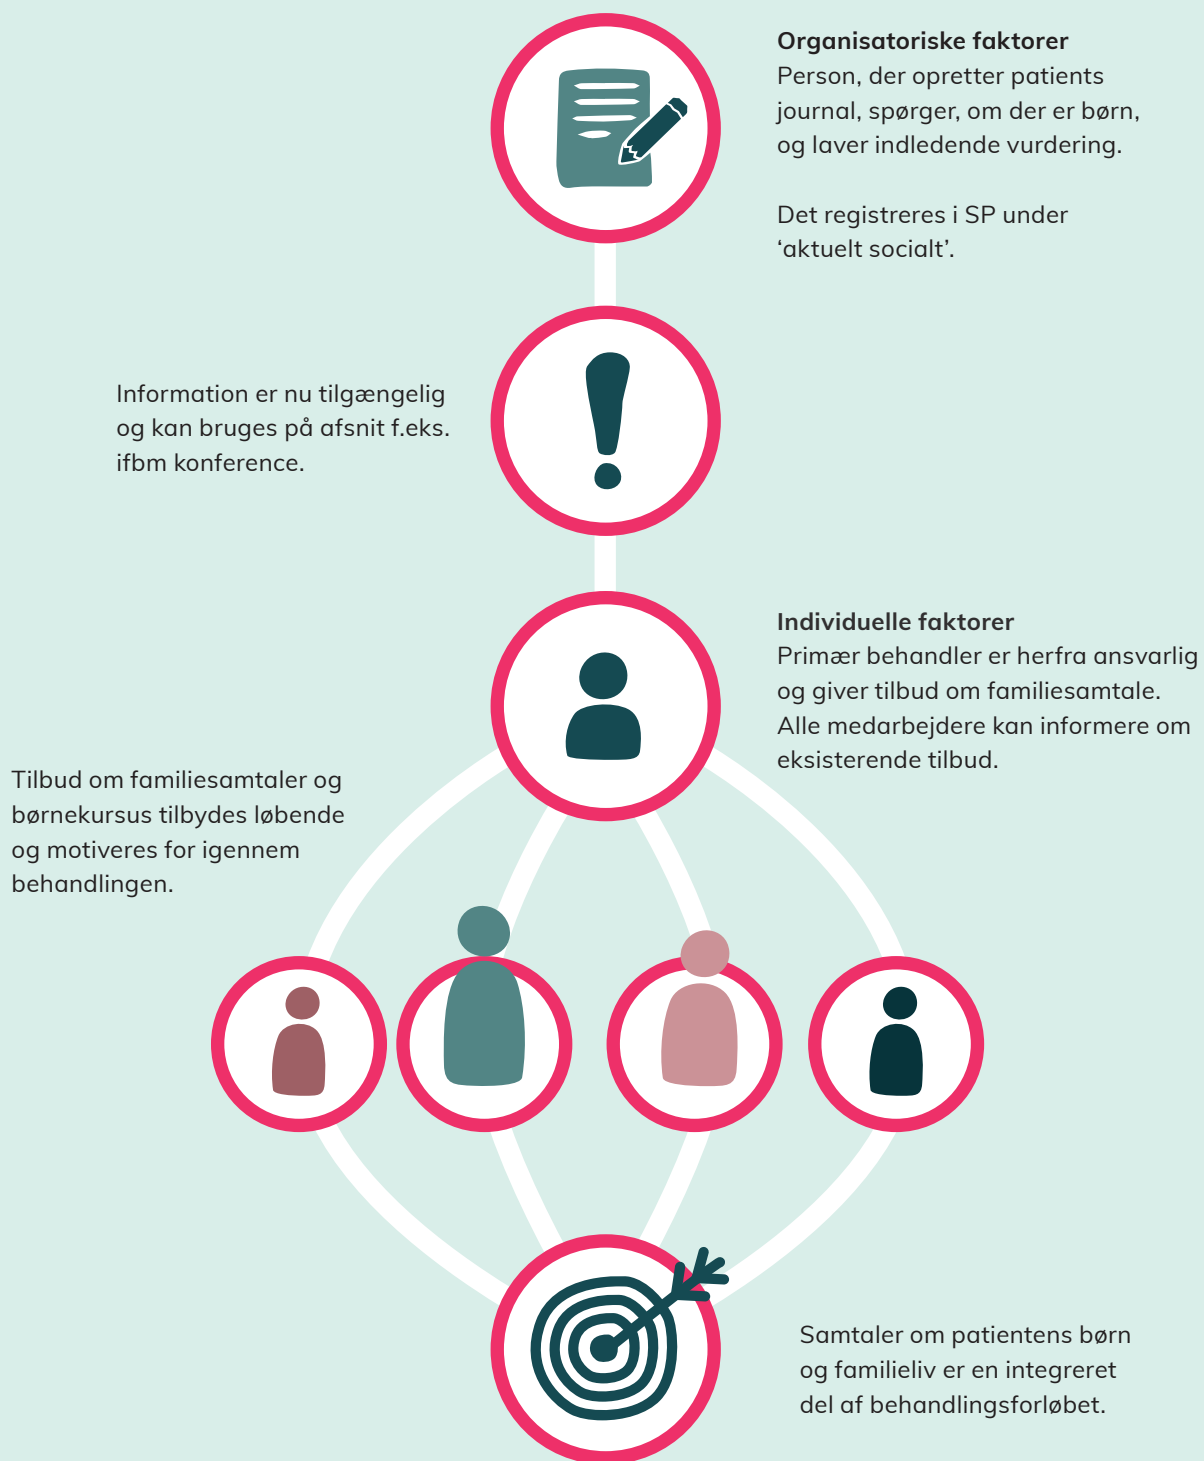 Organisatoriske faktorer
Person, der opretter patients
journal, spørger, om der er børn,
og laver indledende vurdering.
Det registreres i SP under
‘aktuelt socialt’.
Information er nu tilgængelig
og kan bruges på afsnit f.eks.
ifbm konference.
Individuelle faktorer
Primær behandler er herfra ansvarlig
og giver tilbud om familiesamtale.
Alle medarbejdere kan informere om
eksisterende tilbud.
Tilbud om familiesamtaler og
børnekursus tilbydes løbende
og motiveres for igennem
behandlingen.
Samtaler om patientens børn
og familieliv er en integreret
del af behandlingsforløbet.